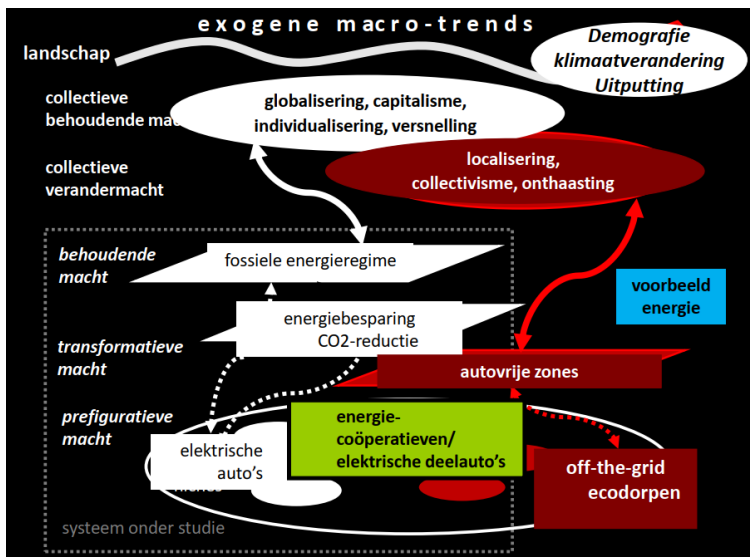 exogene macro-trends
landschap
Demografie
klimaatverandering
Uitputting
collectieve
behoudende mac
globalisering, capitalisme,
individualisering, versnelling
collectieve
verandermacht
localisering,
collectivisme, onthaasting
behoudende
macht
fossiele energieregime
voorbeeld
energie
energiebesparing
CO2-reductie
transformatieve
macht
autovrije zones
prefiguratieve
macht
elektrische
auto's
energie-
coöperatieven/
elektrische deelauto's
off-the-grid
ecodorpen
systeem onder studie